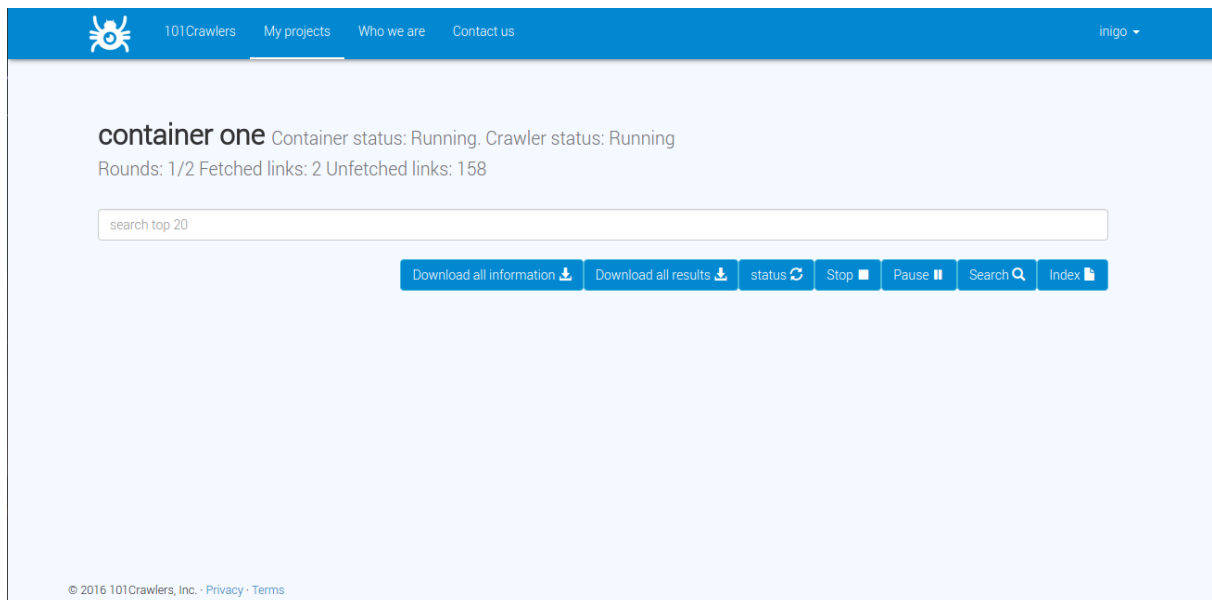 101Crawlers My projects Who we are Contact us inigo
container one Container status: Running. Crawler status: Running
Rounds: 1/2 Fetched links: 2 Unfetched links: 158
search top 20
Download all information Download all results status Stop Pause Search Index
© 2016 101Crawlers, Inc. · Privacy · Terms